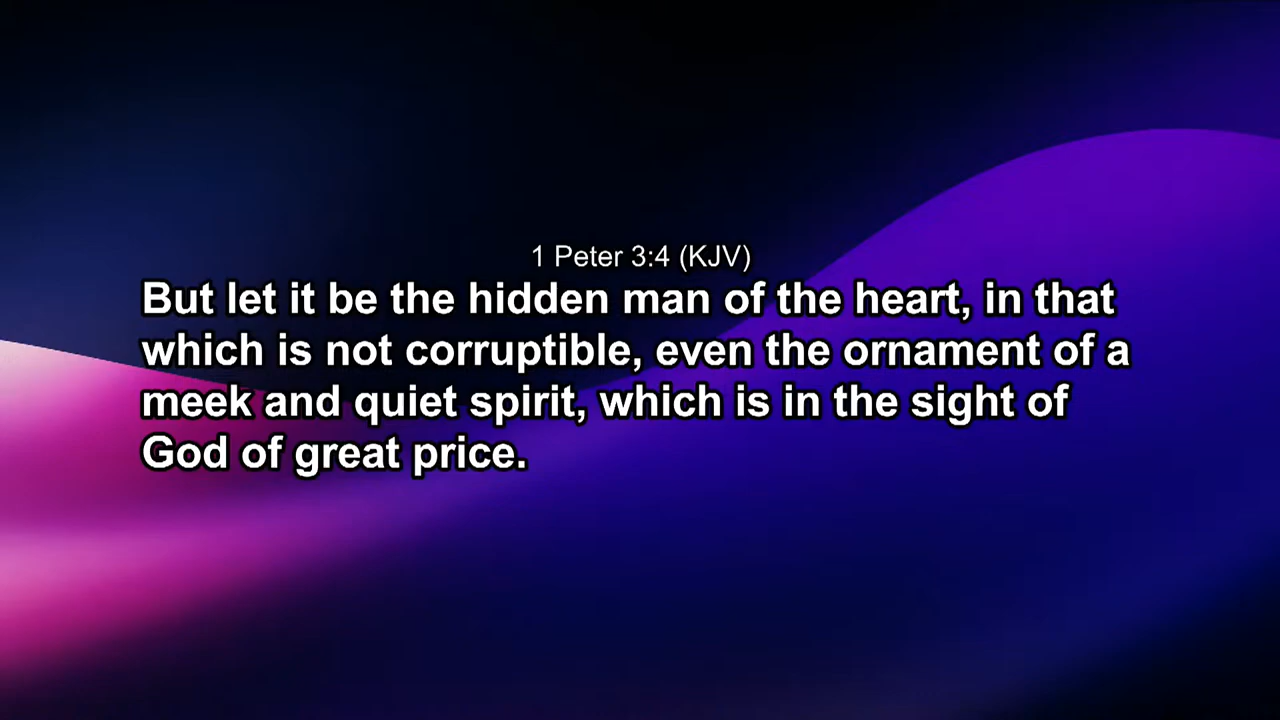 1 Peter 3:4 (KJV)
But let it be the hidden man of the heart, in that
which is not corruptible, even the ornament of a
meek and quiet spirit, which is in the sight of
God of great price.